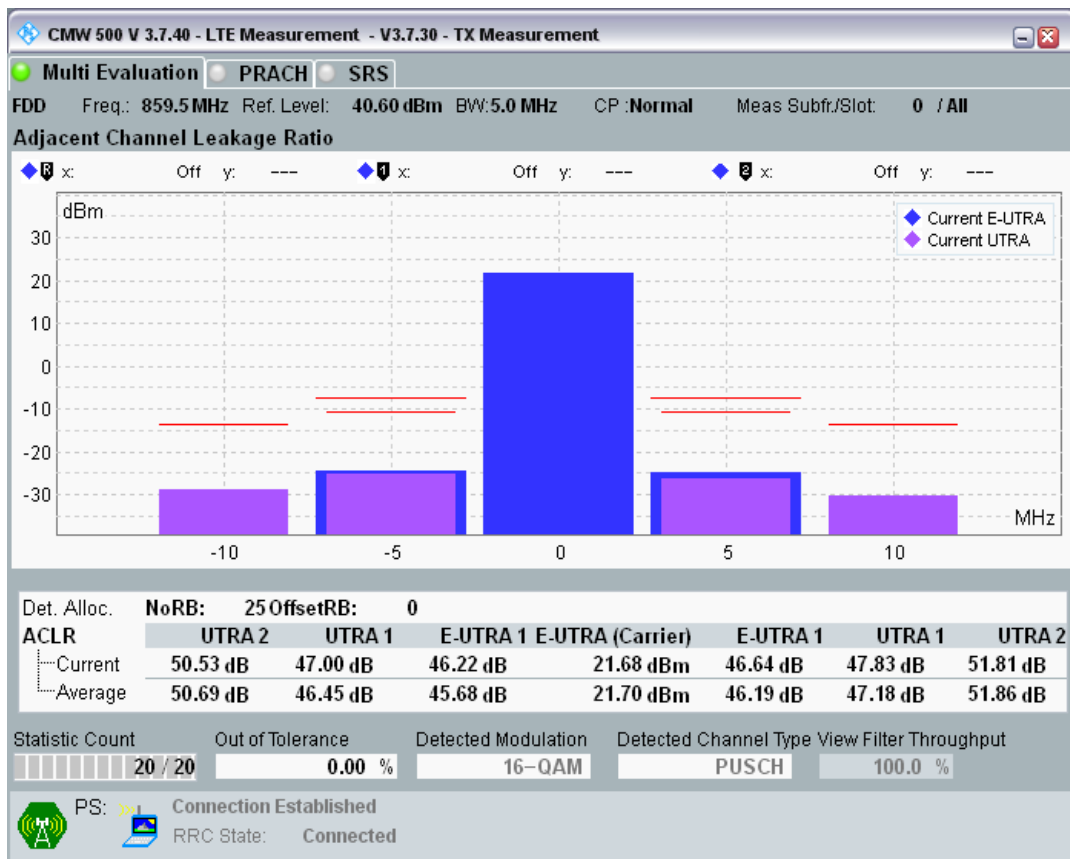 CMW 500 V 3.7.40 - LTE Measurement - V3.7.30 - TX Measurement
Multi Evaluation PRACH SRS
FDD Freq.: 859.5 MHz Ref. Level: 40.60 dBm BW:5.0 MHz CP :Normal Meas Subfr./Slot: 0 / All
Adjacent Channel Leakage Ratio
R x: Off y: --- 1 x: Off y: --- 2 x: Off y: ---
dBm
Current E-UTRA
Current UTRA
30
20
10
0
-10
-20
-30
MHz
-10 -5 0 5 10
Det. Alloc. NoRB: 25 OffsetRB: 0
ACLR UTRA 2 UTRA 1 E-UTRA 1 E-UTRA (Carrier) E-UTRA 1 UTRA 1 UTRA 2
Current 50.53 dB 47.00 dB 46.22 dB 21.68 dBm 46.64 dB 47.83 dB 51.81 dB
Average 50.69 dB 46.45 dB 45.68 dB 21.70 dBm 46.19 dB 47.18 dB 51.86 dB
Statistic Count Out of Tolerance Detected Modulation Detected Channel Type View Filter Throughput
20 / 20 0.00 % 16-QAM PUSCH 100.0 %
PS: Connection Established
RRC State: Connected